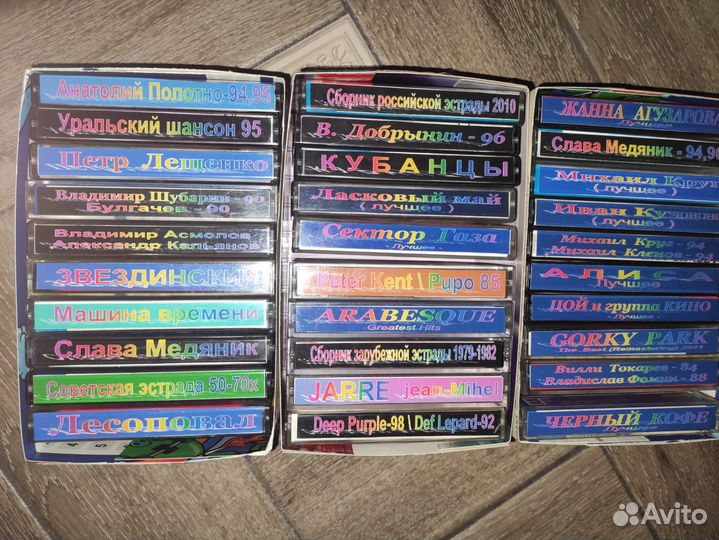 Анатолий Полотно-94,95
Уральский шансон 95
Петр Лещенко
Владимир Шубарин - 90
Булгачев - 90
Владимир Асмолов
Александр Кальянов
ЗВЕЗДИНСКИЙ
Машина времени
Слава Медяник
Советская эстрада 50-70х
Лесоповал
Сборник российской эстрады 2010
В. Добрынин - 96
КУБАНЦЫ
Ласковый май
( лучшее )
Сектор Газа
- Лучшее -
Peter Kent \ Pupo 85
ARABESQUE
Greatest Hits
Сборник зарубежной эстрады 1979-1982
JARRE jean-Mihel
Deep Purple-98 \ Def Lepard-92
ЖАННА АГУЗАРОВА
- Лучшее -
Слава Медяник - 94,96
Михаил Круг
( лучшее )
Иван Кучин
( лучшее )
Михаил Круг - 94
Михаил Кленов - 94
АЛИСА
- Лучшее -
ЦОЙ и группа КИНО
- Лучшее -
GORKY PARK
The Best (Remastering) 2021
Вилли Токарев - 84
Владислав Фомин - 88
ЧЕРНЫЙ КОФЕ
- Лучшее -
Avito